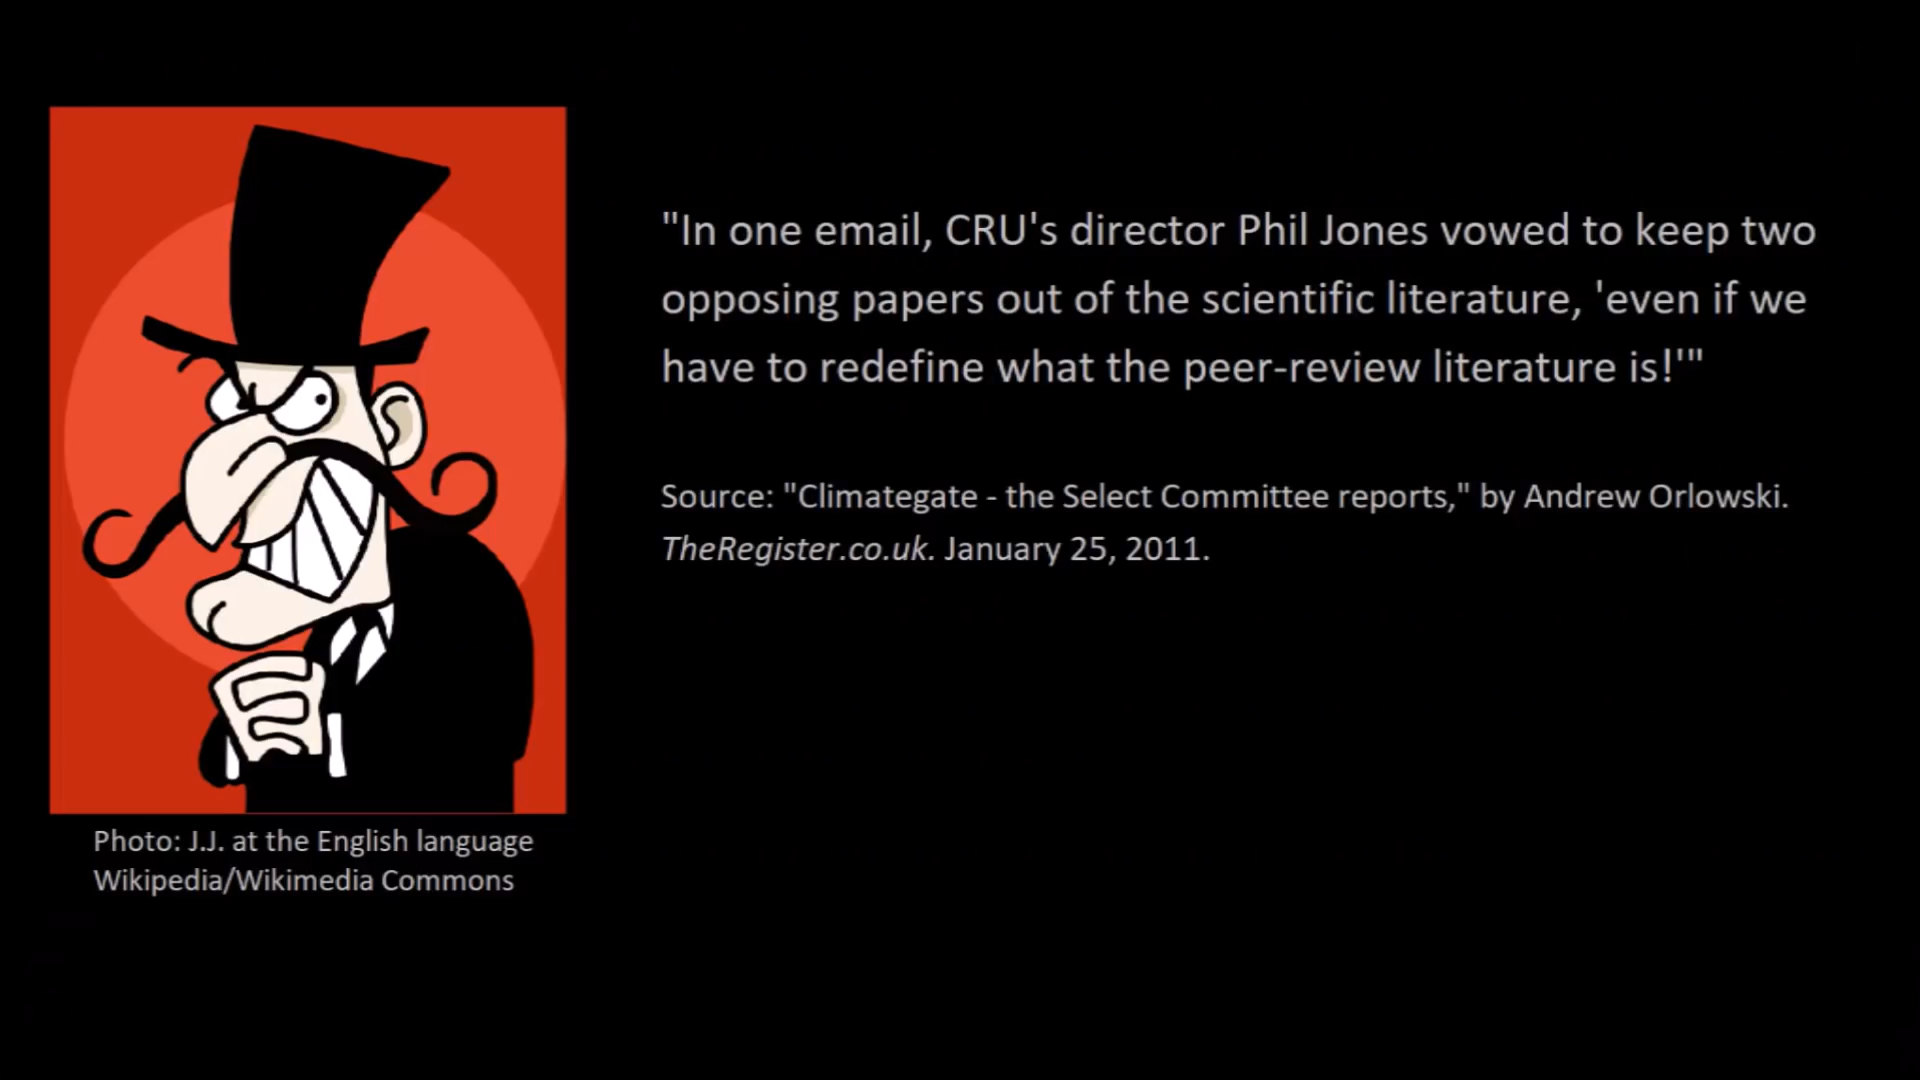 "In one email, CRU's director Phil Jones vowed to keep two
opposing papers out of the scientific literature, 'even if we
have to redefine what the peer-review literature is!'"
Source: "Climategate - the Select Committee reports," by Andrew Orlowski.
TheRegister.co.uk. January 25, 2011.
Photo: J.J. at the English language
Wikipedia/Wikimedia Commons